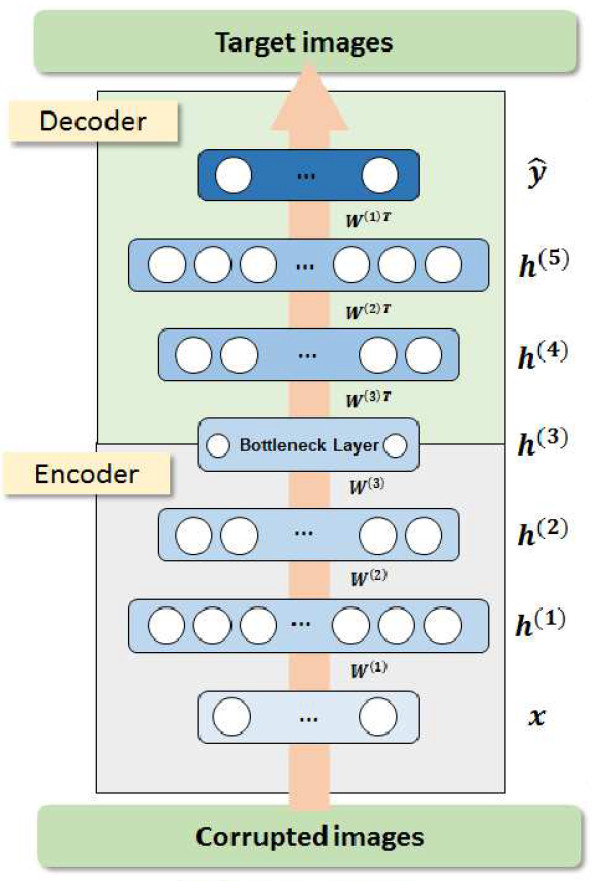 Target images
Decoder
... ŷ
W⁽¹⁾ᵀ
... h⁽⁵⁾
W⁽²⁾ᵀ
... h⁽⁴⁾
W⁽³⁾ᵀ
Bottleneck Layer h⁽³⁾
Encoder
W⁽³⁾
... h⁽²⁾
W⁽²⁾
... h⁽¹⁾
W⁽¹⁾
... x
Corrupted images